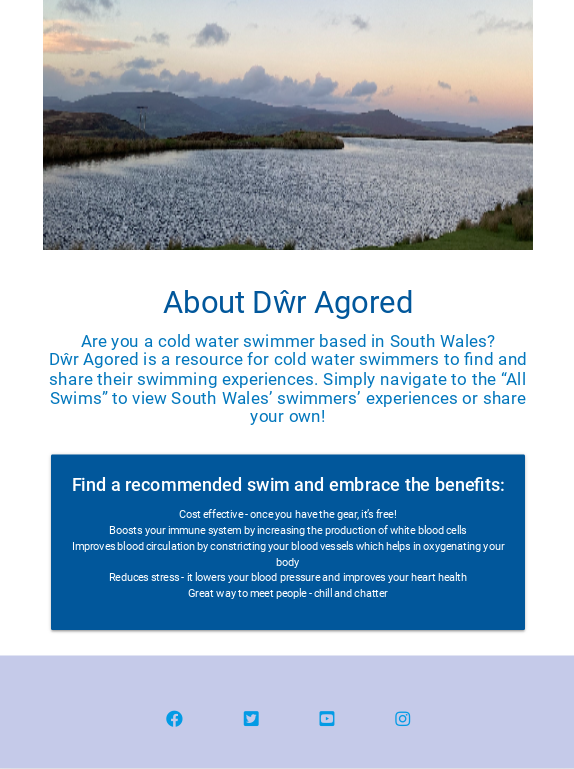 About Dŵr Agored
Are you a cold water swimmer based in South Wales?
Dŵr Agored is a resource for cold water swimmers to find and
share their swimming experiences. Simply navigate to the “All
Swims” to view South Wales’ swimmers’ experiences or share
your own!
Find a recommended swim and embrace the benefits:
Cost effective - once you have the gear, it's free!
Boosts your immune system by increasing the production of white blood cells
Improves blood circulation by constricting your blood vessels which helps in oxygenating your
body
Reduces stress - it lowers your blood pressure and improves your heart health
Great way to meet people - chill and chatter